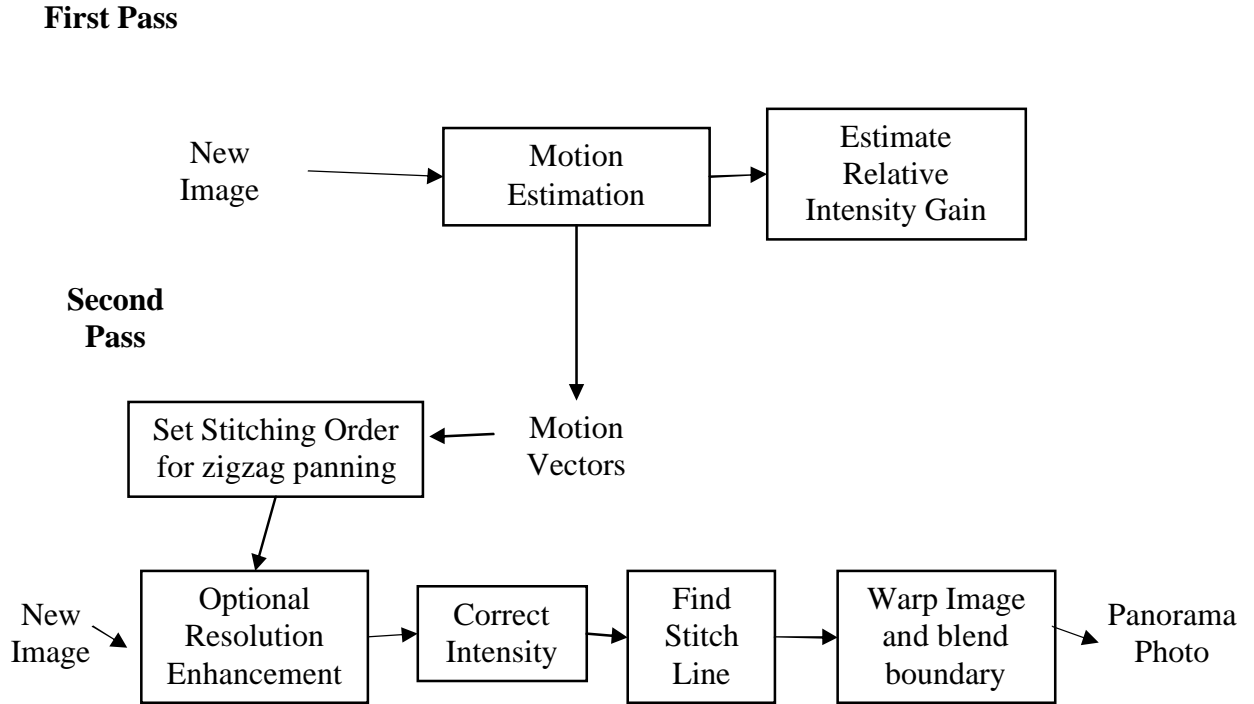 First Pass
New
Image
Motion
Estimation
Estimate
Relative
Intensity Gain
Second
Pass
Set Stitching Order
for zigzag panning
Motion
Vectors
New
Image
Optional
Resolution
Enhancement
Correct
Intensity
Find
Stitch
Line
Warp Image
and blend
boundary
Panorama
Photo